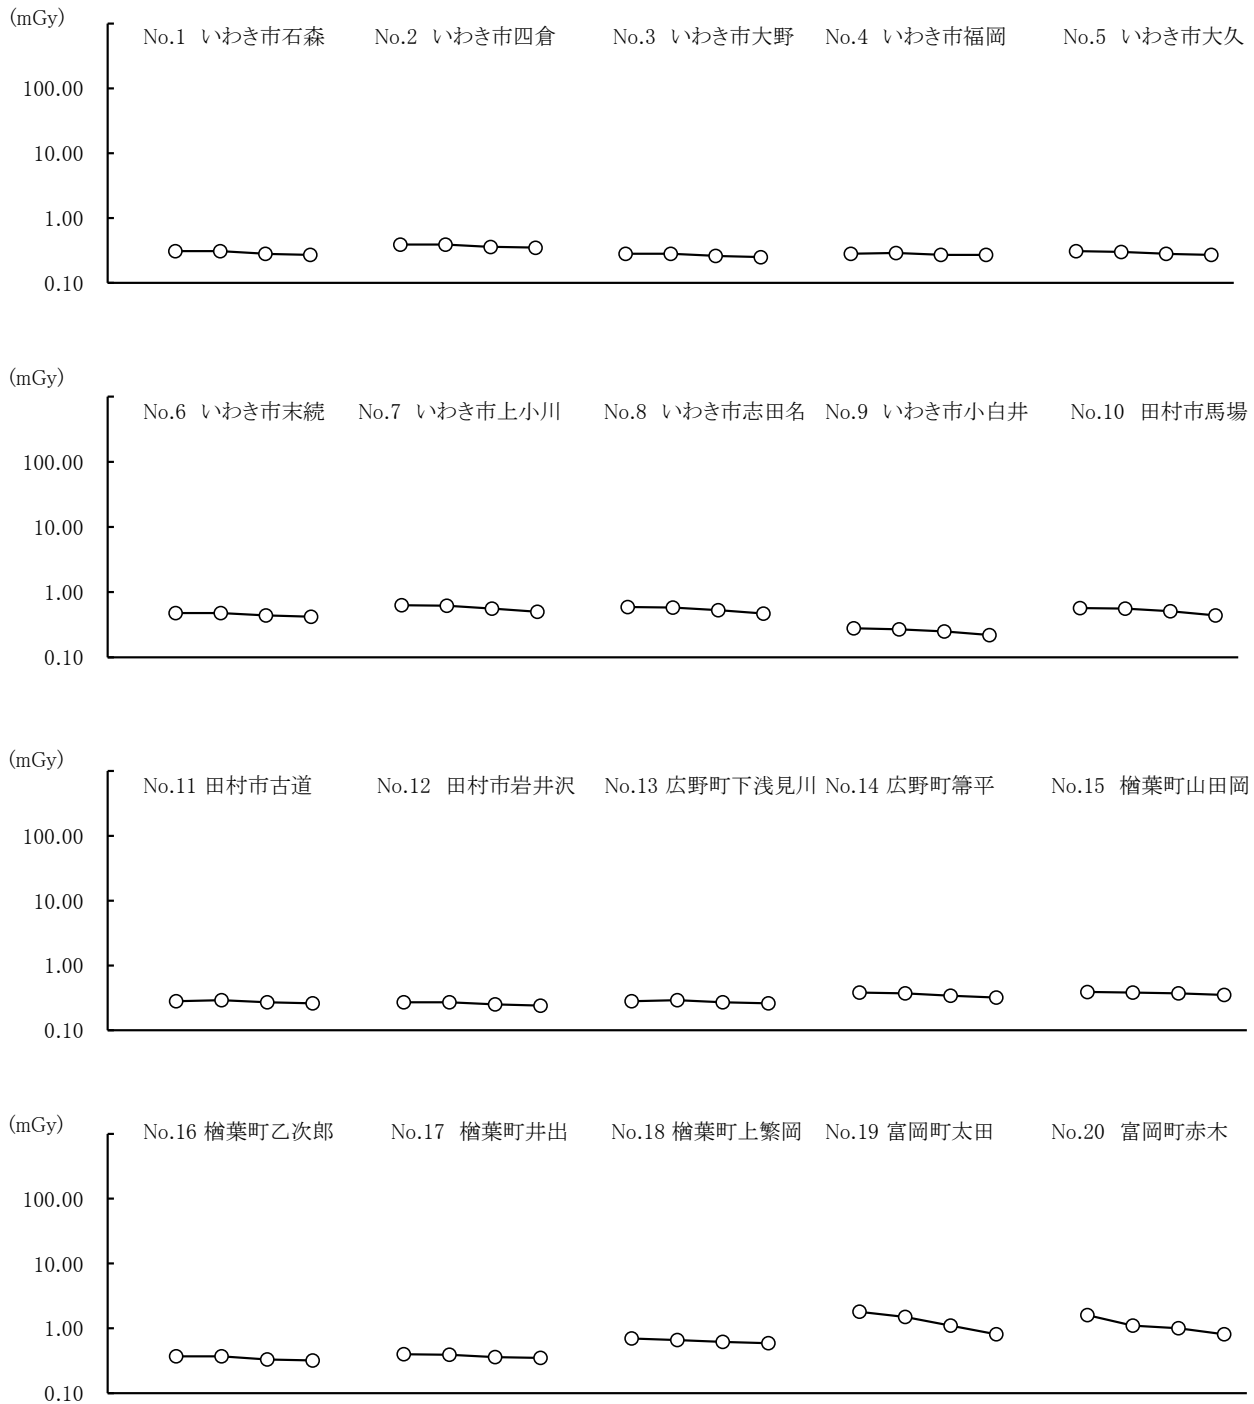 (mGy)
No.1 いわき市石森 No.2 いわき市四倉 No.3 いわき市大野 No.4 いわき市福岡 No.5 いわき市大久
100.00
10.00
1.00
0.10
(mGy)
No.6 いわき市末続 No.7 いわき市上小川 No.8 いわき市志田名 No.9 いわき市小白井 No.10 田村市馬場
100.00
10.00
1.00
0.10
(mGy)
No.11 田村市古道 No.12 田村市岩井沢 No.13 広野町下浅見川 No.14 広野町箒平 No.15 楢葉町山田岡
100.00
10.00
1.00
0.10
(mGy)
No.16 楢葉町乙次郎 No.17 楢葉町井出 No.18 楢葉町上繁岡 No.19 富岡町太田 No.20 富岡町赤木
100.00
10.00
1.00
0.10